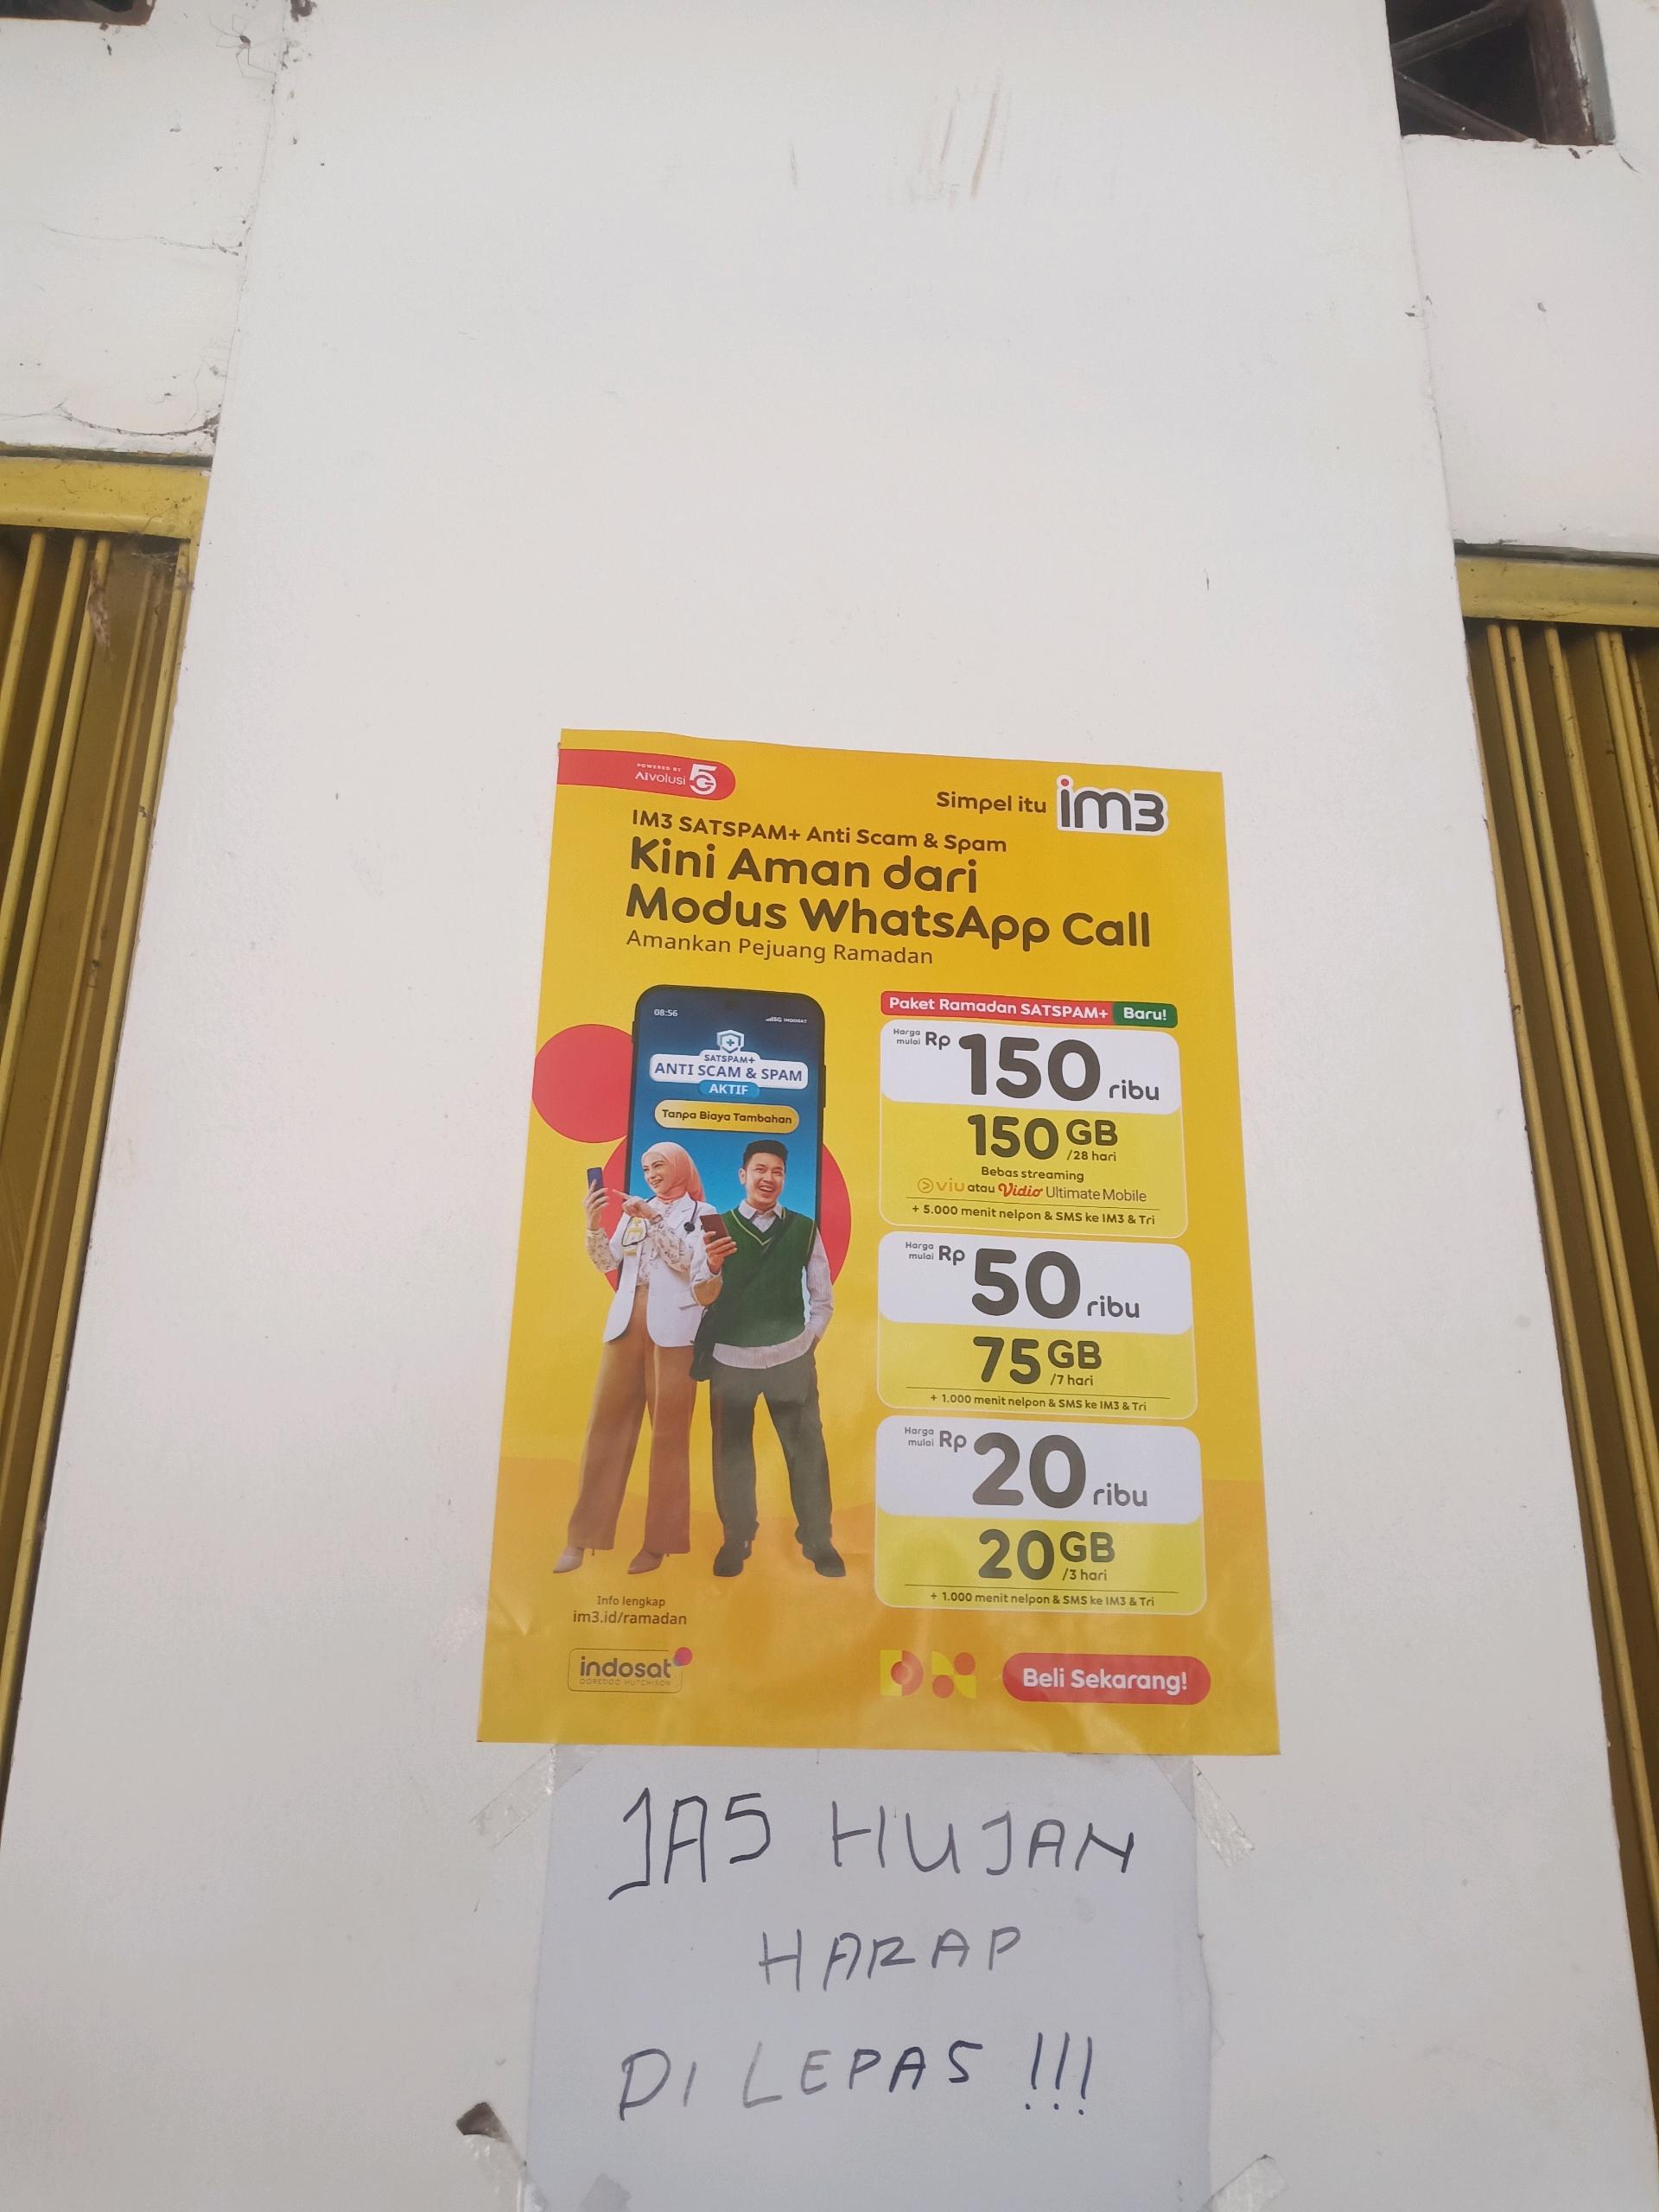 POWERED BY
AIvolusi 5G
Simpel itu im3
IM3 SATSPAM+ Anti Scam & Spam
Kini Aman dari
Modus WhatsApp Call
Amankan Pejuang Ramadan
08:56
5G INDOSAT
SATSPAM+
ANTI SCAM & SPAM
AKTIF
Tanpa Biaya Tambahan
Paket Ramadan SATSPAM+ Baru!
Harga mulai Rp 150 ribu
150 GB
/28 hari
Bebas streaming
viu atau Vidio Ultimate Mobile
+ 5.000 menit nelpon & SMS ke IM3 & Tri
Harga mulai Rp 50 ribu
75 GB
/7 hari
+ 1.000 menit nelpon & SMS ke IM3 & Tri
Harga mulai Rp 20 ribu
20 GB
/3 hari
+ 1.000 menit nelpon & SMS ke IM3 & Tri
Info lengkap
im3.id/ramadan
indosat
OOREDOO HUTCHISON
Beli Sekarang!
JAS HUJAN
HARAP
DI LEPAS !!!